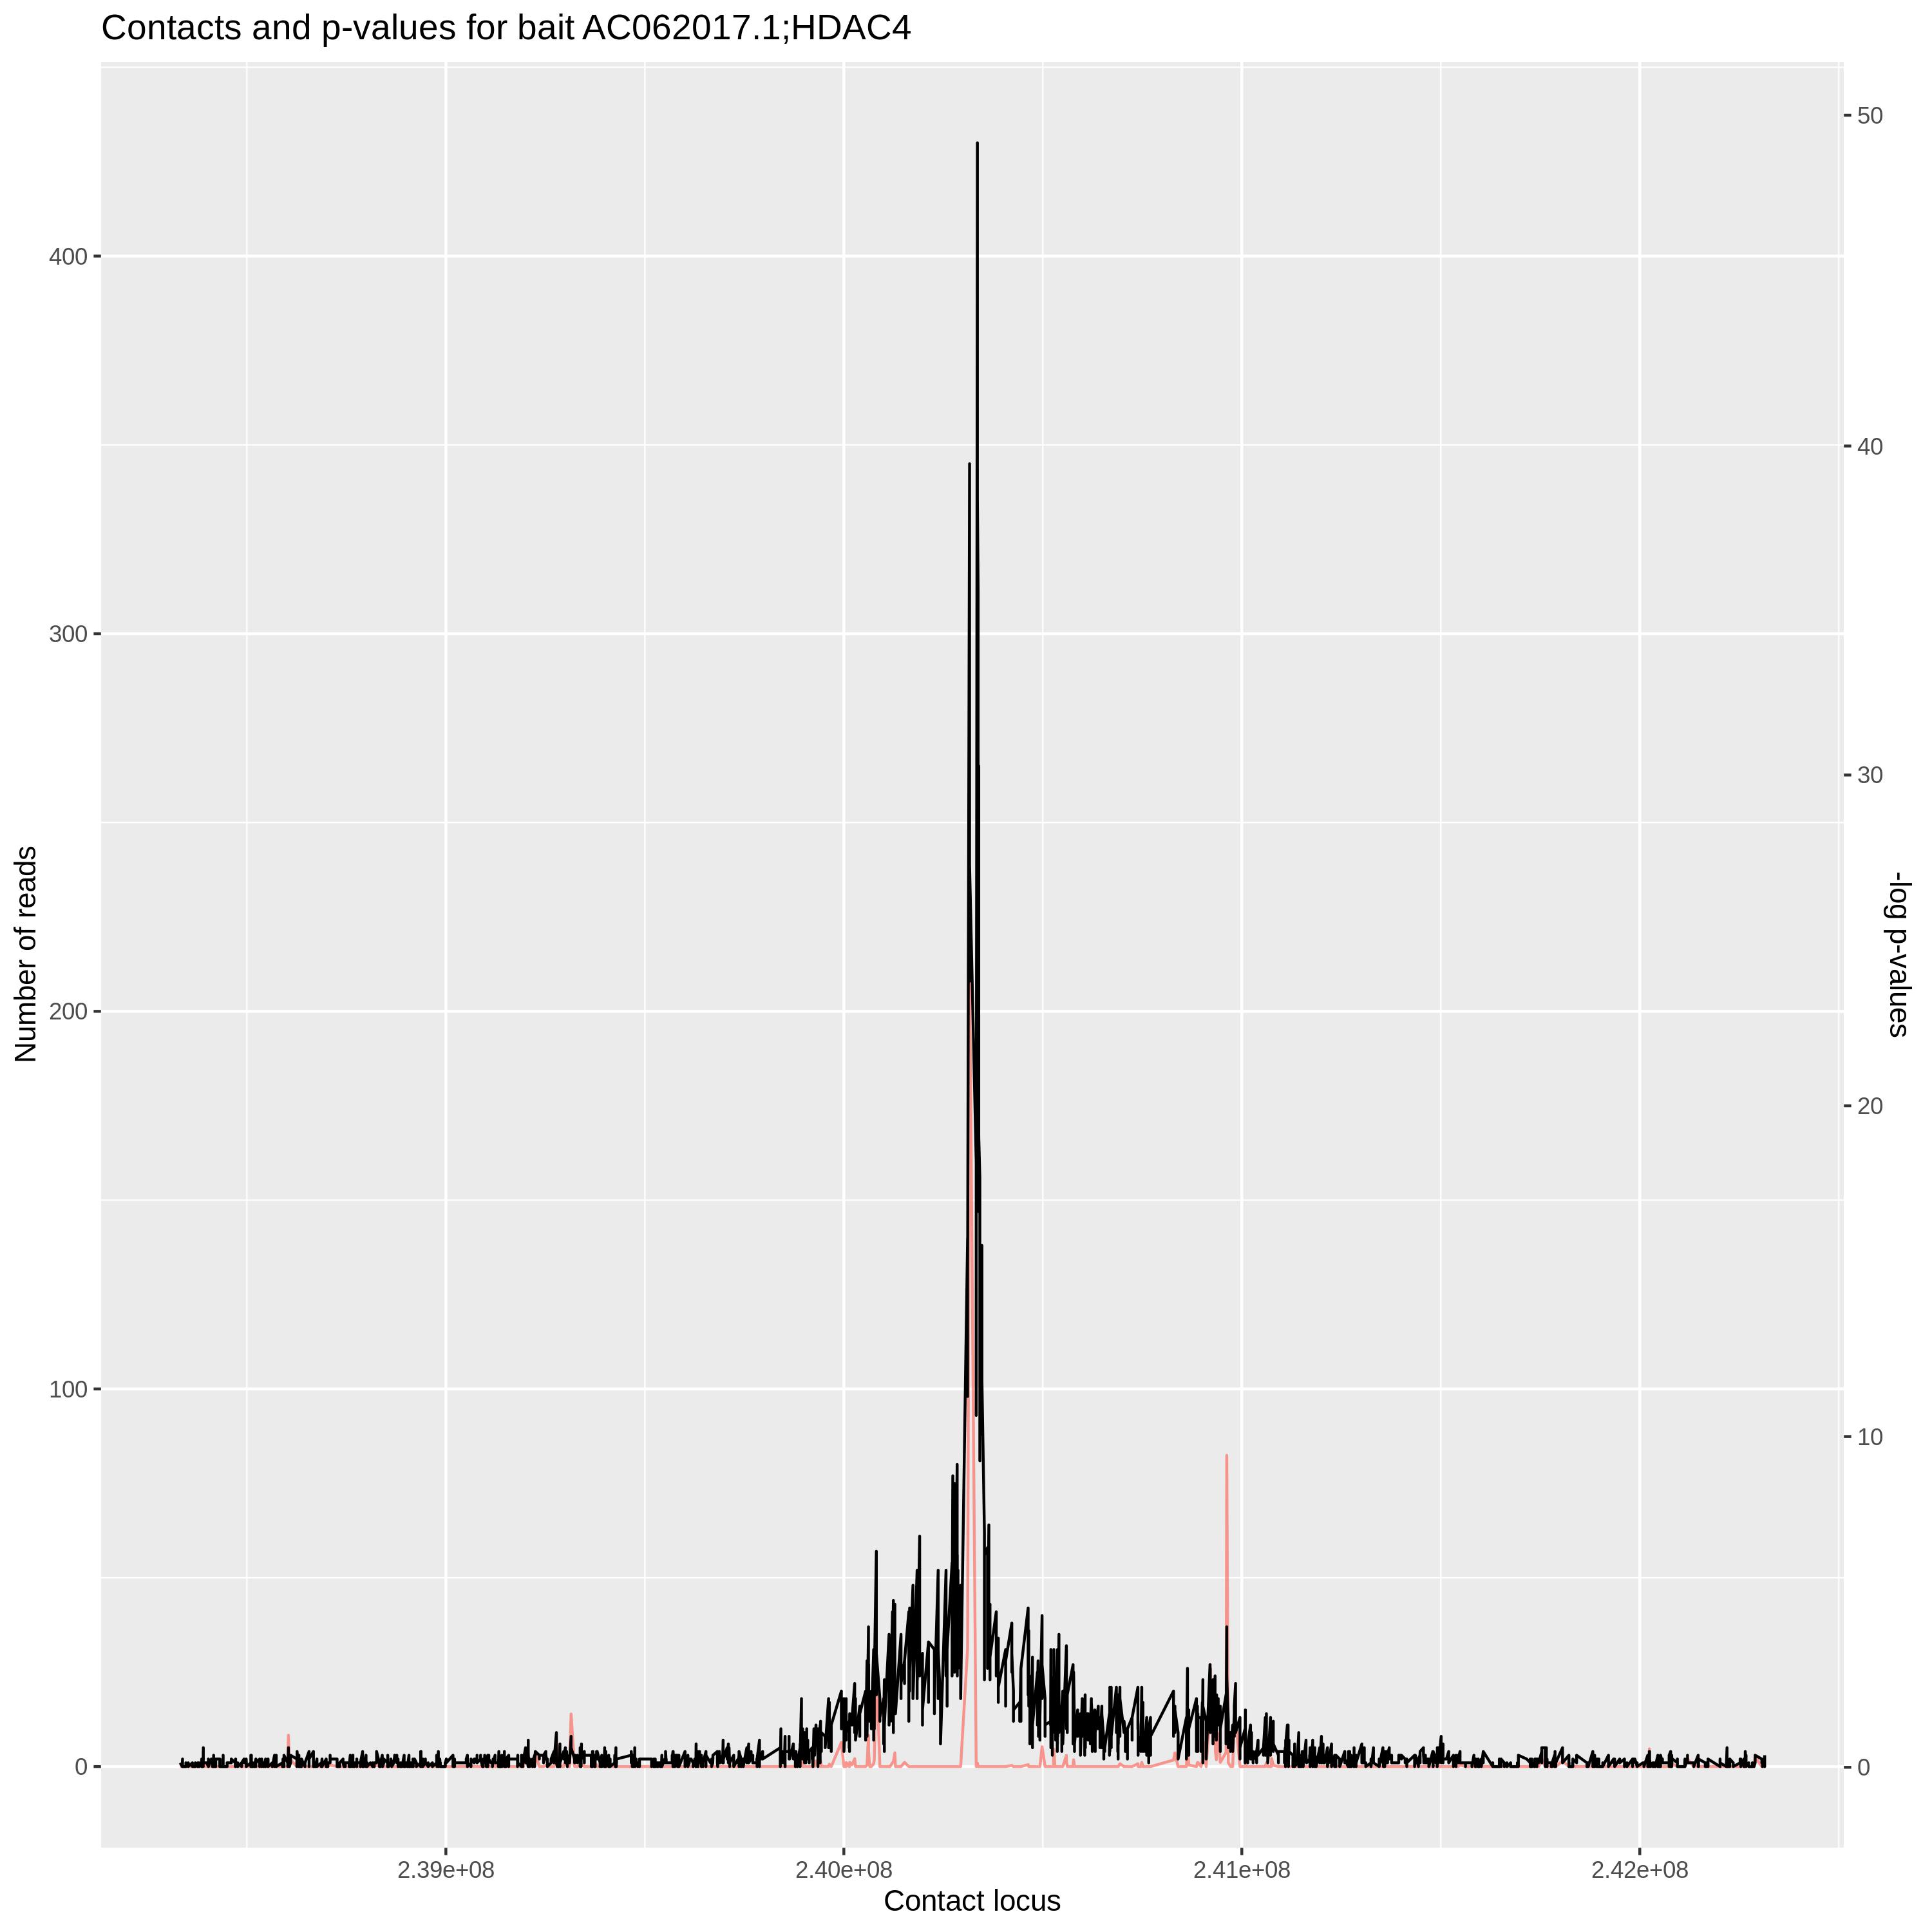 Contacts and p-values for bait AC062017.1;HDAC4
Number of reads
400
300
200
100
0
50
40
30
20
10
0
-log p-values
2.39e+08
2.40e+08
2.41e+08
2.42e+08
Contact locus